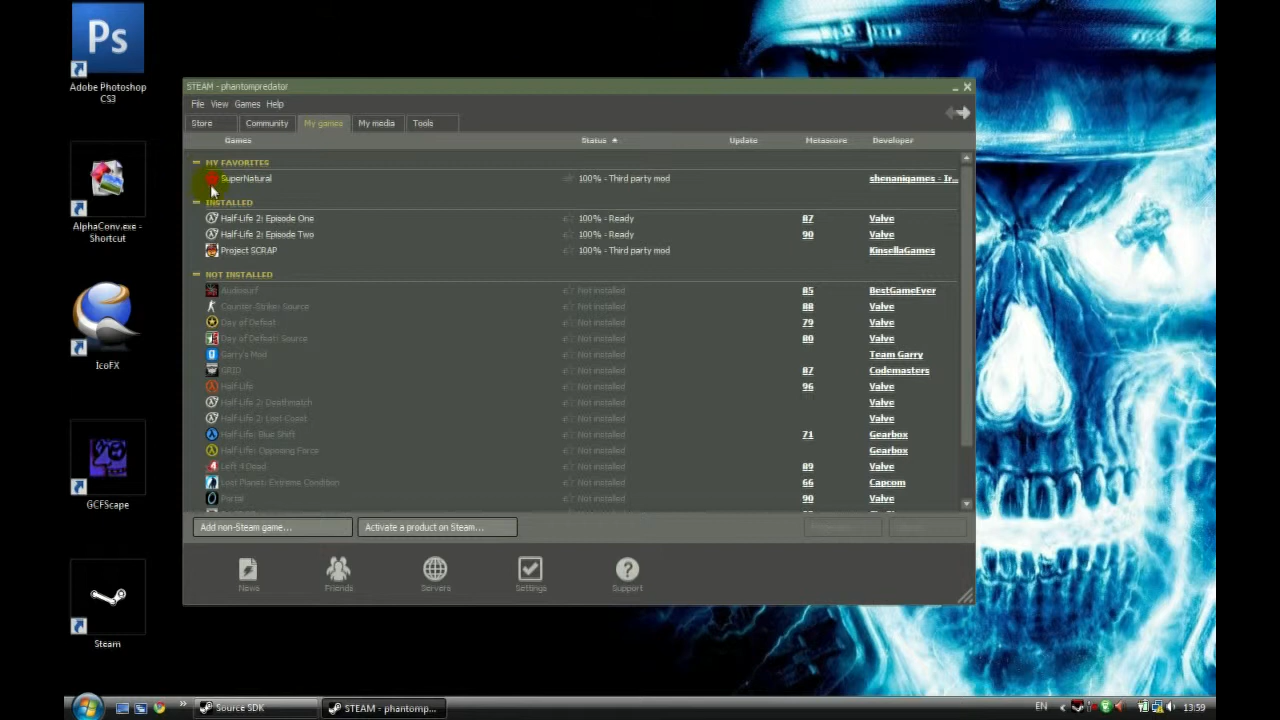 Ps
Adobe Photoshop
CS3
AlphaConv.exe -
Shortcut
IcoFX
GCFScape
Steam
STEAM - phantompredator
File View Games Help
Store Community My games My media Tools
Games Status Update Metascore Developer
MY FAVORITES
SuperNatural 100% - Third party mod shenanigames - Ir...
INSTALLED
Half-Life 2: Episode One 100% - Ready 87 Valve
Half-Life 2: Episode Two 100% - Ready 90 Valve
Project SCRAP 100% - Third party mod KinsellaGames
NOT INSTALLED
Audiosurf Not installed 85 BestGameEver
Counter-Strike: Source Not installed 88 Valve
Day of Defeat Not installed 79 Valve
Day of Defeat: Source Not installed 80 Valve
Garry's Mod Not installed Team Garry
GRID Not installed 87 Codemasters
Half-Life Not installed 96 Valve
Half-Life 2: Deathmatch Not installed Valve
Half-Life 2: Lost Coast Not installed Valve
Half-Life: Blue Shift Not installed 71 Gearbox
Half-Life: Opposing Force Not installed Gearbox
Left 4 Dead Not installed 89 Valve
Lost Planet: Extreme Condition Not installed 66 Capcom
Portal Not installed 90 Valve
Add non-Steam game... Activate a product on Steam...
News Friends Servers Settings Support
Source SDK STEAM - phantomp... EN 13:59